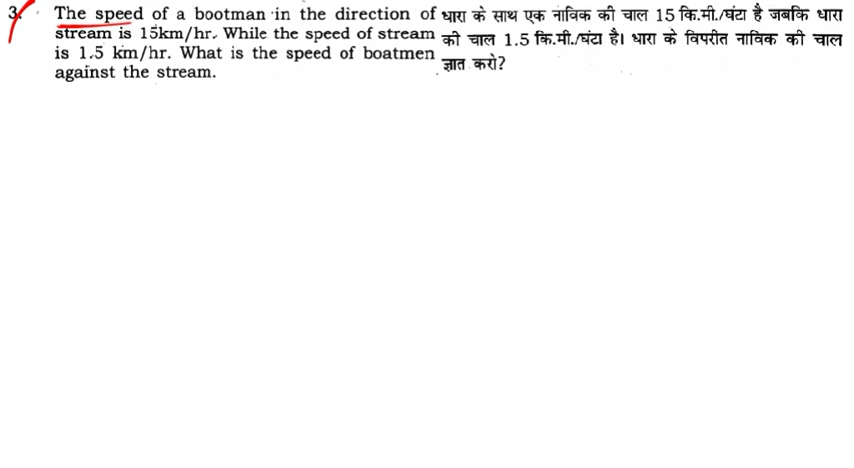 3. The speed of a bootman in the direction of
stream is 15km/hr. While the speed of stream
is 1.5 km/hr. What is the speed of boatmen
against the stream.
धारा के साथ एक नाविक की चाल 15 कि.मी./घंटा है जबकि धारा
की चाल 1.5 कि.मी./घंटा है। धारा के विपरीत नाविक की चाल
ज्ञात करो?